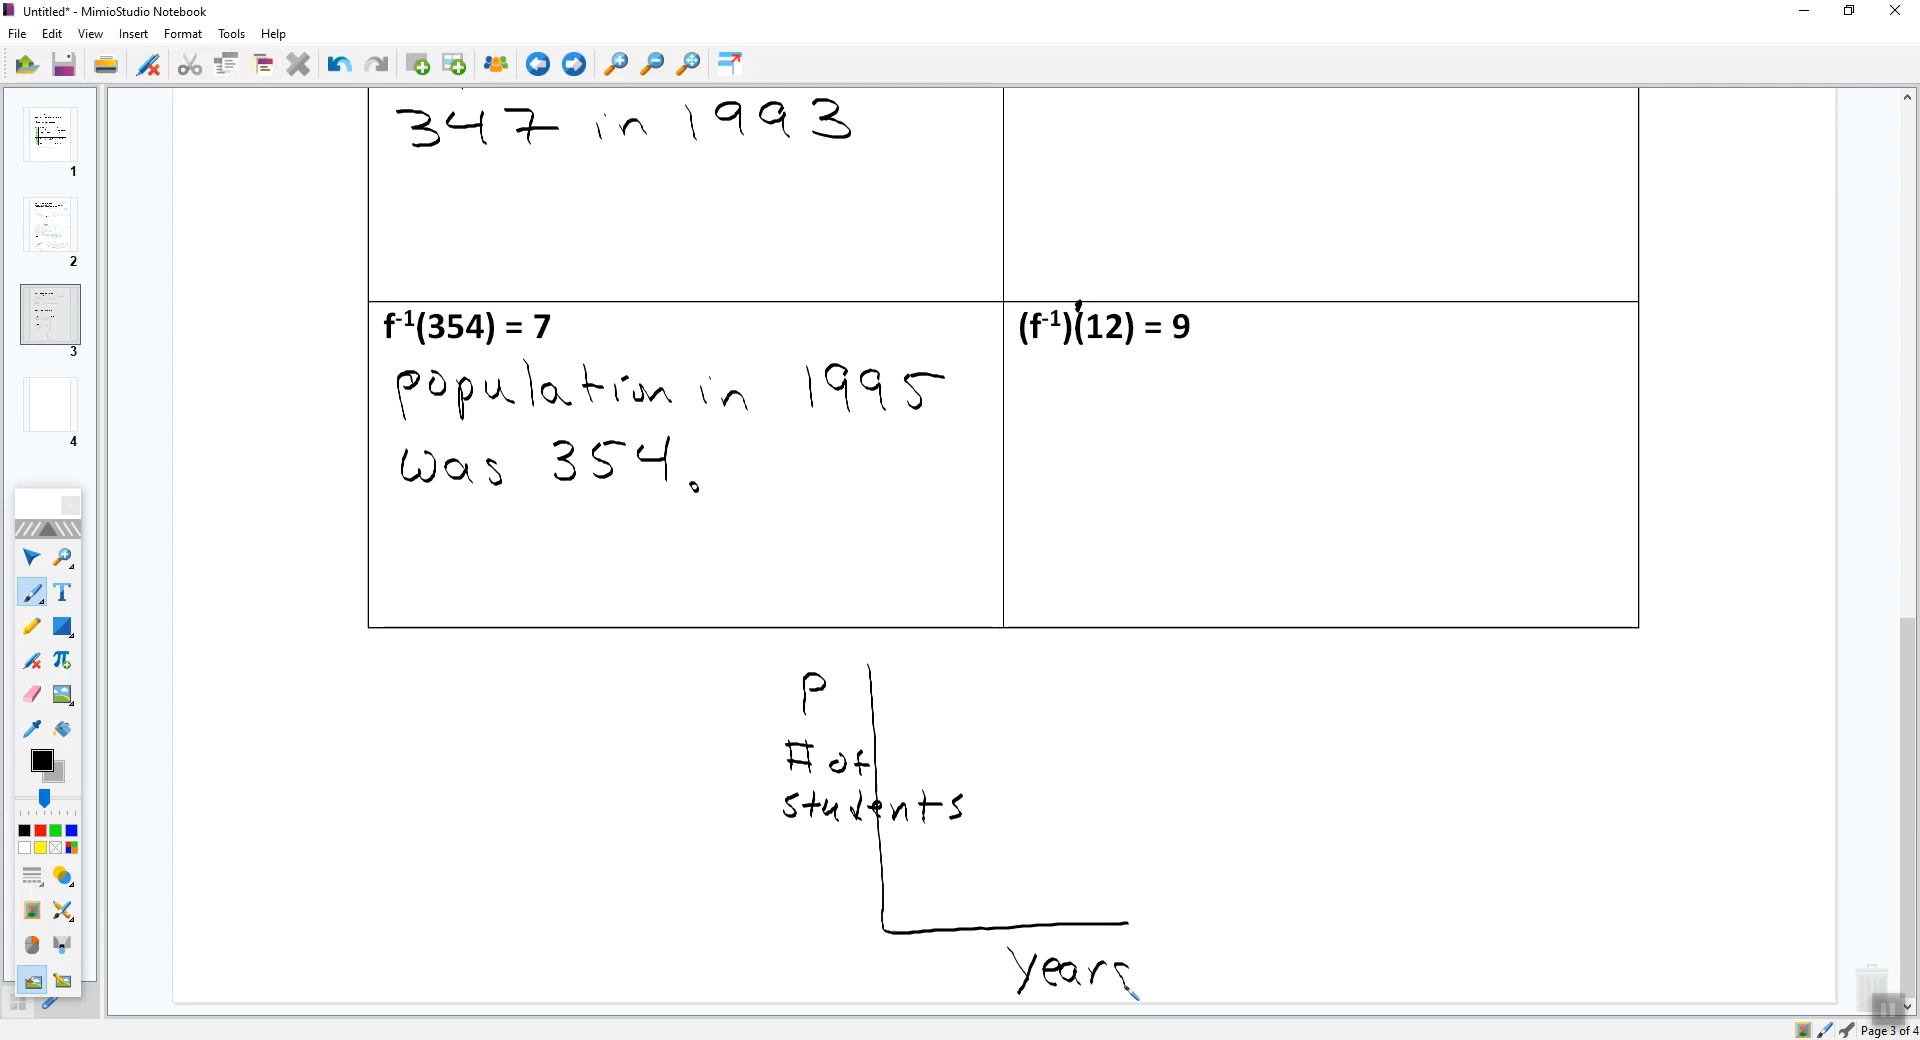 Untitled* - MimioStudio Notebook
File Edit View Insert Format Tools Help
1
2
3
4
347 in 1993
f⁻¹(354) = 7
population in 1995
was 354.
(f⁻¹)'(12) = 9
P
# of
students
years
Page 3 of 4